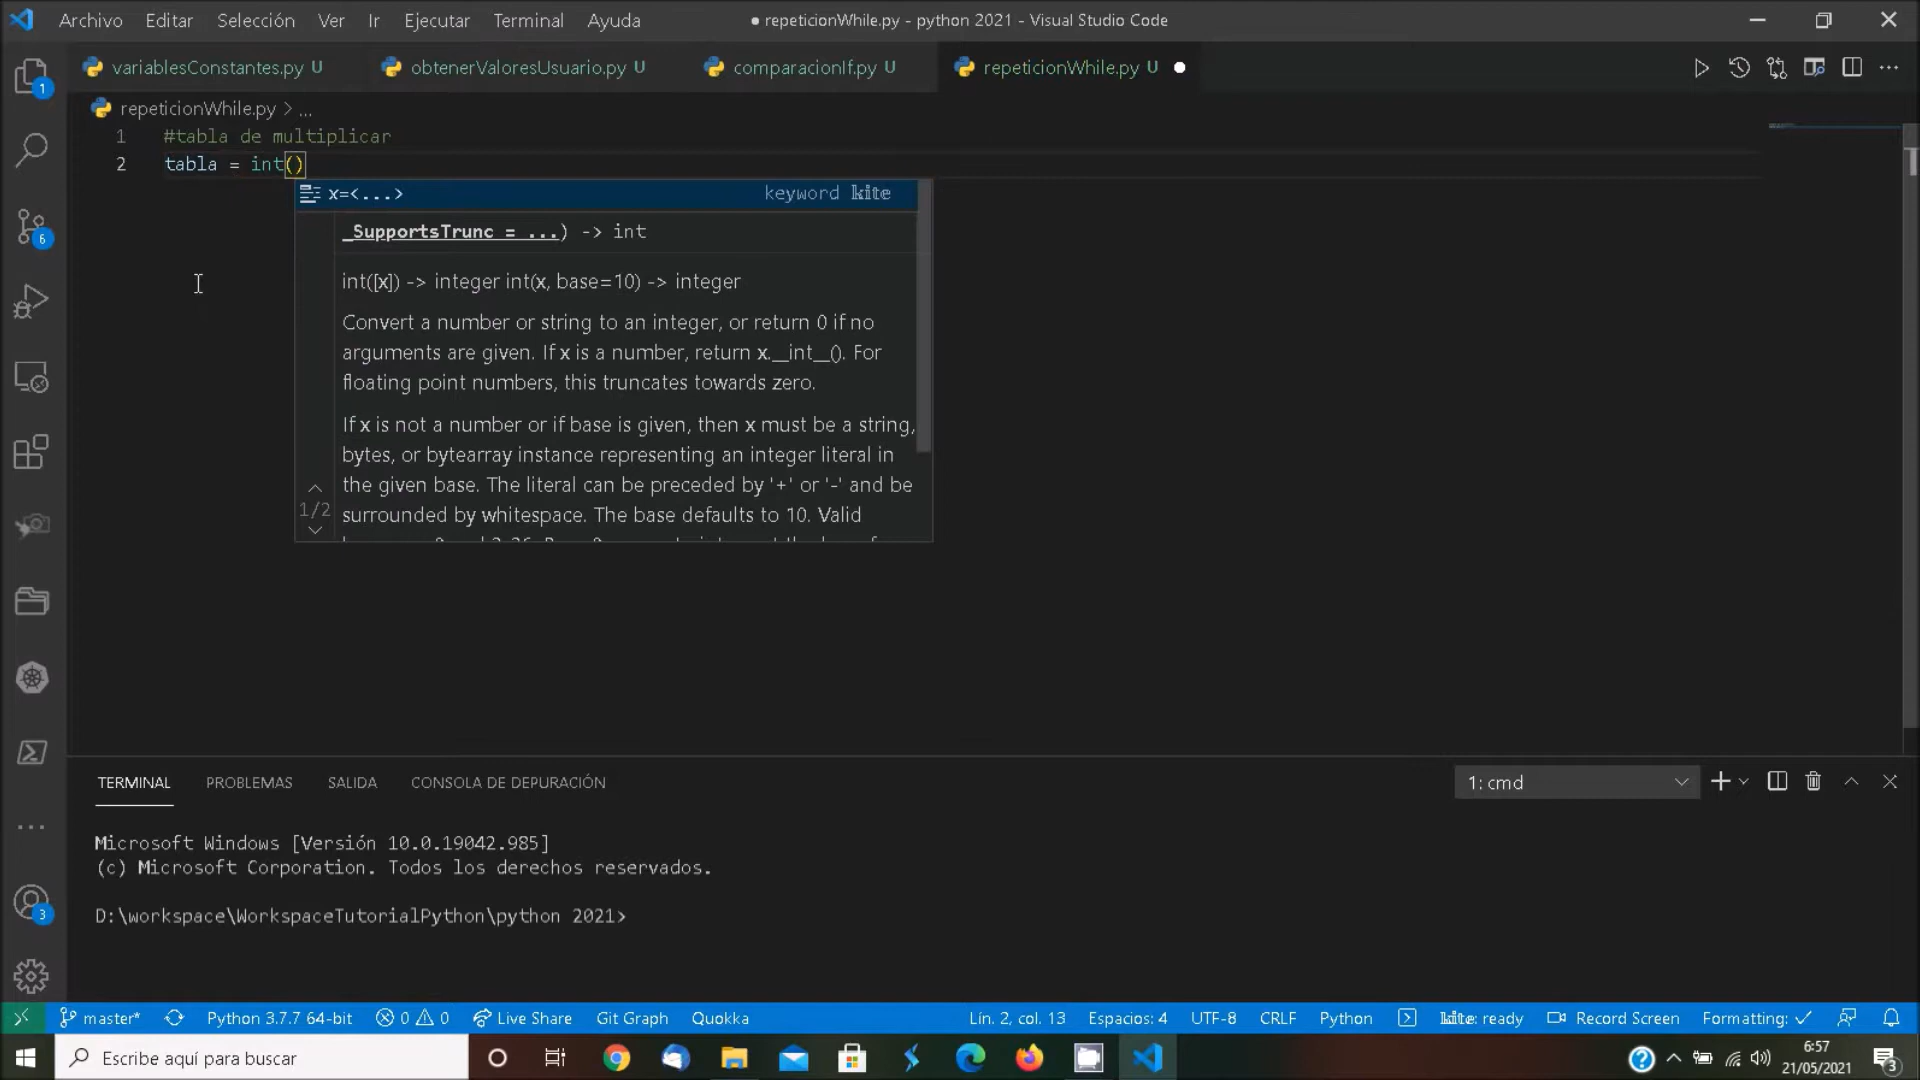 Archivo Editar Selección Ver Ir Ejecutar Terminal Ayuda
● repeticionWhile.py - python 2021 - Visual Studio Code
variablesConstantes.py U obtenerValoresUsuario.py U comparacionIf.py U repeticionWhile.py U
1
repeticionWhile.py > ...
1 #tabla de multiplicar
2 tabla = int()
x=<...> keyword kite
_SupportsTrunc = ...) -> int
6
int([x]) -> integer int(x, base=10) -> integer
Convert a number or string to an integer, or return 0 if no
arguments are given. If x is a number, return x.__int__(). For
floating point numbers, this truncates towards zero.
If x is not a number or if base is given, then x must be a string,
bytes, or bytearray instance representing an integer literal in
the given base. The literal can be preceded by '+' or '-' and be
1/2
surrounded by whitespace. The base defaults to 10. Valid
TERMINAL PROBLEMAS SALIDA CONSOLA DE DEPURACIÓN 1: cmd
Microsoft Windows [Versión 10.0.19042.985]
(c) Microsoft Corporation. Todos los derechos reservados.
3
D:\workspace\WorkspaceTutorialPython\python 2021>
master* Python 3.7.7 64-bit 0 0 Live Share Git Graph Quokka Lín. 2, col. 13 Espacios: 4 UTF-8 CRLF Python kite: ready Record Screen Formatting: ✓
Escribe aquí para buscar
6:57
21/05/2021
3